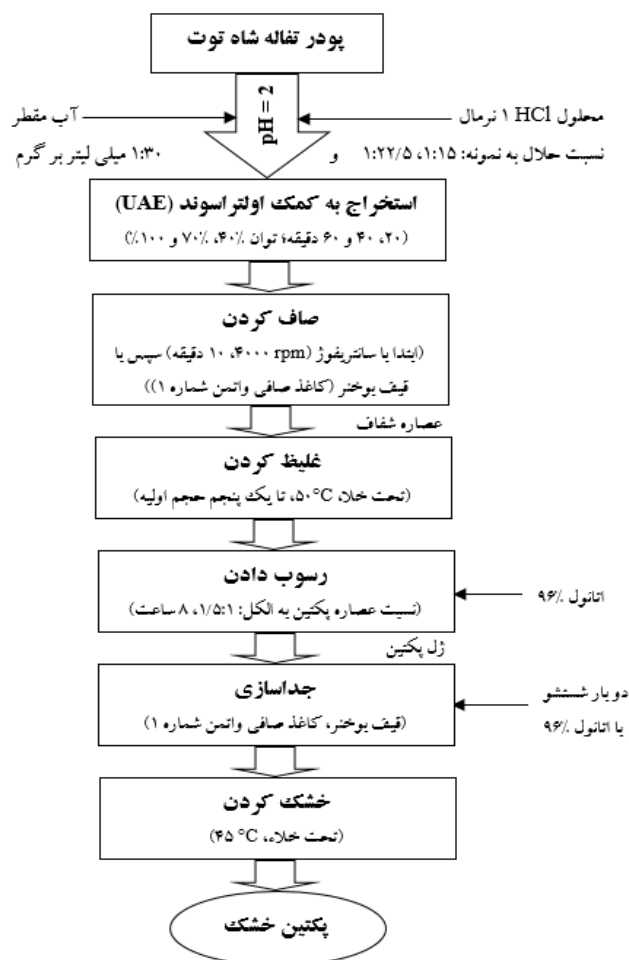 پودر تفاله شاه توت
محلول HCl ۱ نرمال
pH = 2
آب مقطر
نسبت حلال به نمونه: ۱:۱۵، ۱:۲۲/۵ و ۱:۳۰ میلی لیتر بر گرم
استخراج به کمک اولتراسوند (UAE)
(۲۰، ۴۰ و ۶۰ دقیقه؛ توان ۴۰٪، ۷۰٪ و ۱۰۰٪)
صاف کردن
(ابتدا با سانتریفوژ (۴۰۰۰ rpm، ۱۰ دقیقه) سپس با
قیف بوخنر (کاغذ صافی واتمن شماره ۱))
عصاره شفاف
غلیظ کردن
(تحت خلا، ۵۰°C، تا یک پنجم حجم اولیه)
رسوب دادن
(نسبت عصاره پکتین به الکل: ۱/۵:۱، ۸ ساعت)
اتانول ۹۶٪
ژل پکتین
جداسازی
(قیف بوخنر، کاغذ صافی واتمن شماره ۱)
دو بار شستشو
با اتانول ۹۶٪
خشک کردن
(تحت خلاء، ۴۵ °C)
پکتین خشک